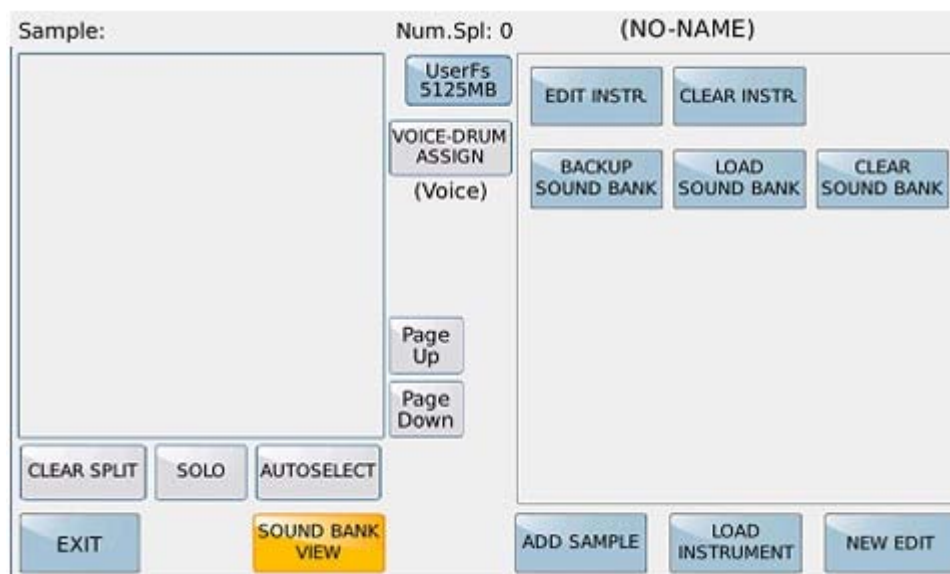 Sample:
Num.Spl: 0
(NO-NAME)
UserFs
5125MB
EDIT INSTR.
CLEAR INSTR.
VOICE-DRUM
ASSIGN
(Voice)
BACKUP
SOUND BANK
LOAD
SOUND BANK
CLEAR
SOUND BANK
Page
Up
Page
Down
CLEAR SPLIT
SOLO
AUTOSELECT
EXIT
SOUND BANK
VIEW
ADD SAMPLE
LOAD
INSTRUMENT
NEW EDIT